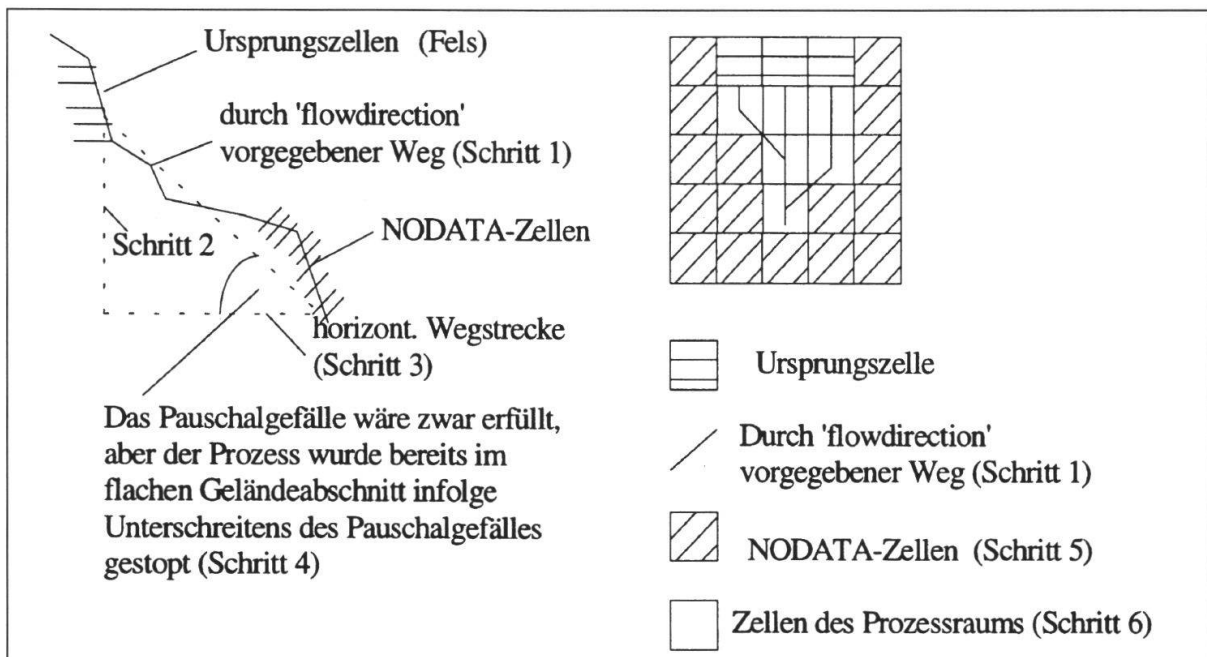 Ursprungszellen (Fels)
durch 'flowdirection'
vorgegebener Weg (Schritt 1)
Schritt 2
NODATA-Zellen
horizont. Wegstrecke
(Schritt 3)
Das Pauschalgefälle wäre zwar erfüllt,
aber der Prozess wurde bereits im
flachen Geländeabschnitt infolge
Unterschreitens des Pauschalgefälles
gestopt (Schritt 4)
Ursprungszelle
Durch 'flowdirection'
vorgegebener Weg (Schritt 1)
NODATA-Zellen (Schritt 5)
Zellen des Prozessraums (Schritt 6)